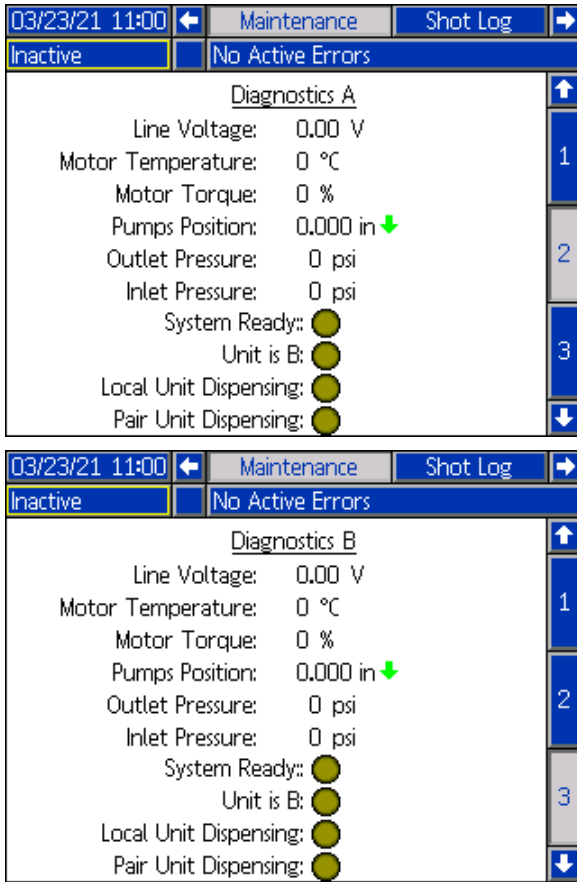 03/23/21 11:00 Maintenance Shot Log
Inactive No Active Errors
Diagnostics A
Line Voltage: 0.00 V
1
Motor Temperature: 0 °C
Motor Torque: 0 %
Pumps Position: 0.000 in
2
Outlet Pressure: 0 psi
Inlet Pressure: 0 psi
System Ready::
Unit is B:
3
Local Unit Dispensing:
Pair Unit Dispensing:
03/23/21 11:00 Maintenance Shot Log
Inactive No Active Errors
Diagnostics B
Line Voltage: 0.00 V
1
Motor Temperature: 0 °C
Motor Torque: 0 %
Pumps Position: 0.000 in
2
Outlet Pressure: 0 psi
Inlet Pressure: 0 psi
System Ready::
Unit is B:
3
Local Unit Dispensing:
Pair Unit Dispensing: